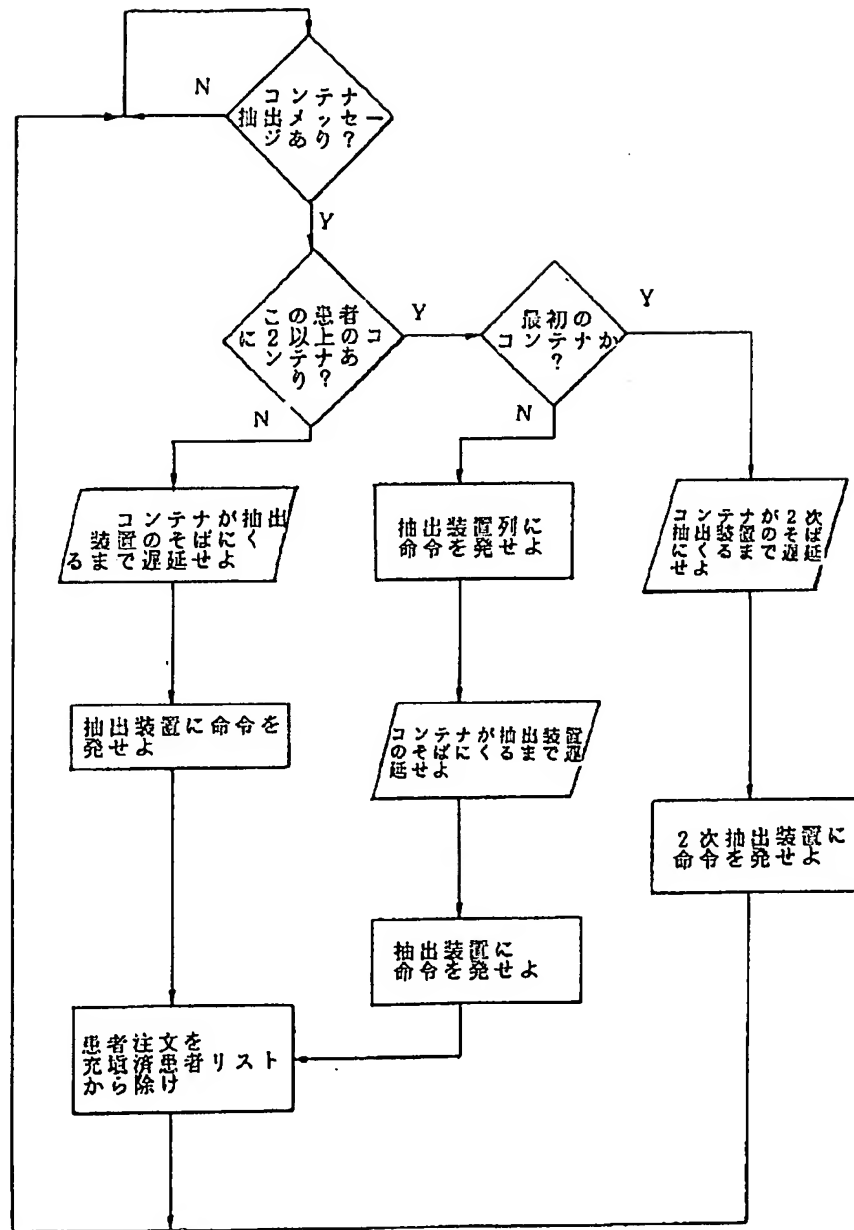 コンテナ
抽出メッセー
ジあり?
N
Y
この患者
に2以上のコ
ンテナあり?
Y
N
最初の
コンテナか
?
Y
N
コンテナが抽出
装置のそばにく
るまで遅延せよ
抽出装置列に
命令を発せよ
コンテナが2次
抽出装置のそば
にくるまで遅延
せよ
抽出装置に命令を
発せよ
コンテナが抽出装置
のそばにくるまで遅
延せよ
2次抽出装置に
命令を発せよ
抽出装置に
命令を発せよ
患者注文を
充填済患者リスト
から除け